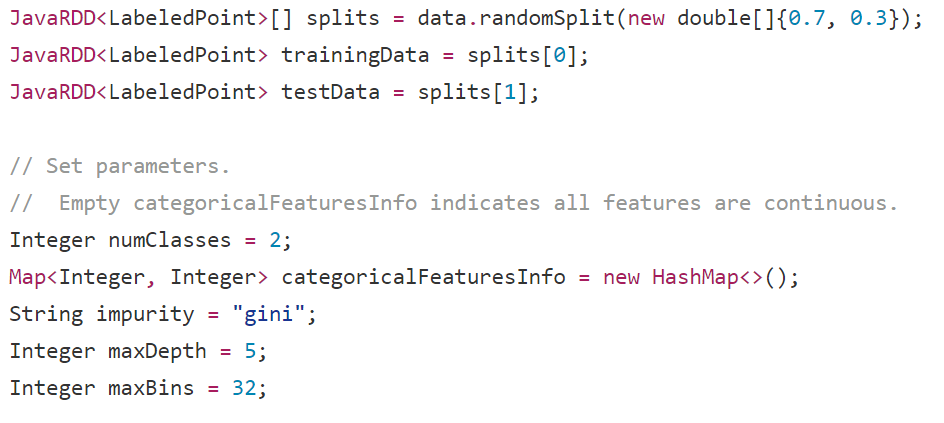 JavaRDD<LabeledPoint>[] splits = data.randomSplit(new double[]{0.7, 0.3});
JavaRDD<LabeledPoint> trainingData = splits[0];
JavaRDD<LabeledPoint> testData = splits[1];

// Set parameters.
//  Empty categoricalFeaturesInfo indicates all features are continuous.
Integer numClasses = 2;
Map<Integer, Integer> categoricalFeaturesInfo = new HashMap<>();
String impurity = "gini";
Integer maxDepth = 5;
Integer maxBins = 32;